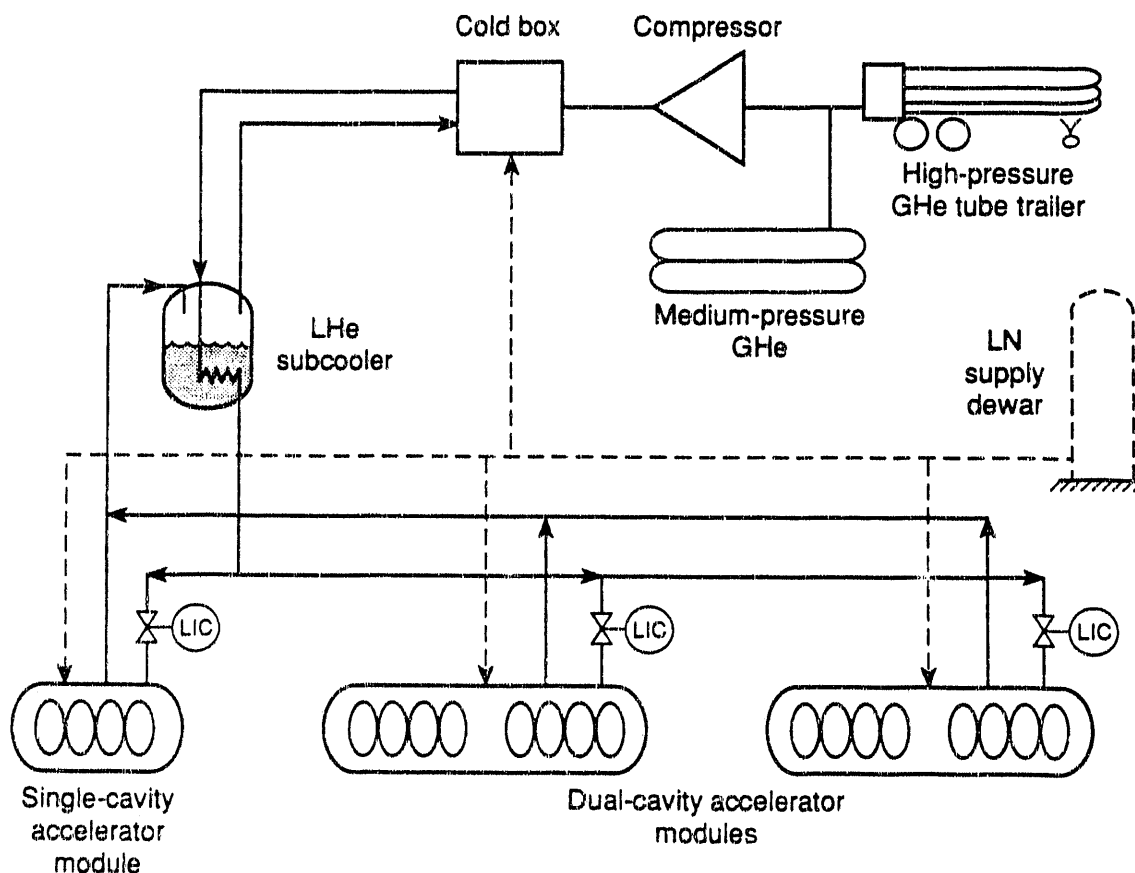 Cold box
Compressor
High-pressure
GHe tube trailer
Medium-pressure
GHe
LHe
subcooler
LN
supply
dewar
LIC
LIC
LIC
Single-cavity
accelerator
module
Dual-cavity accelerator
modules